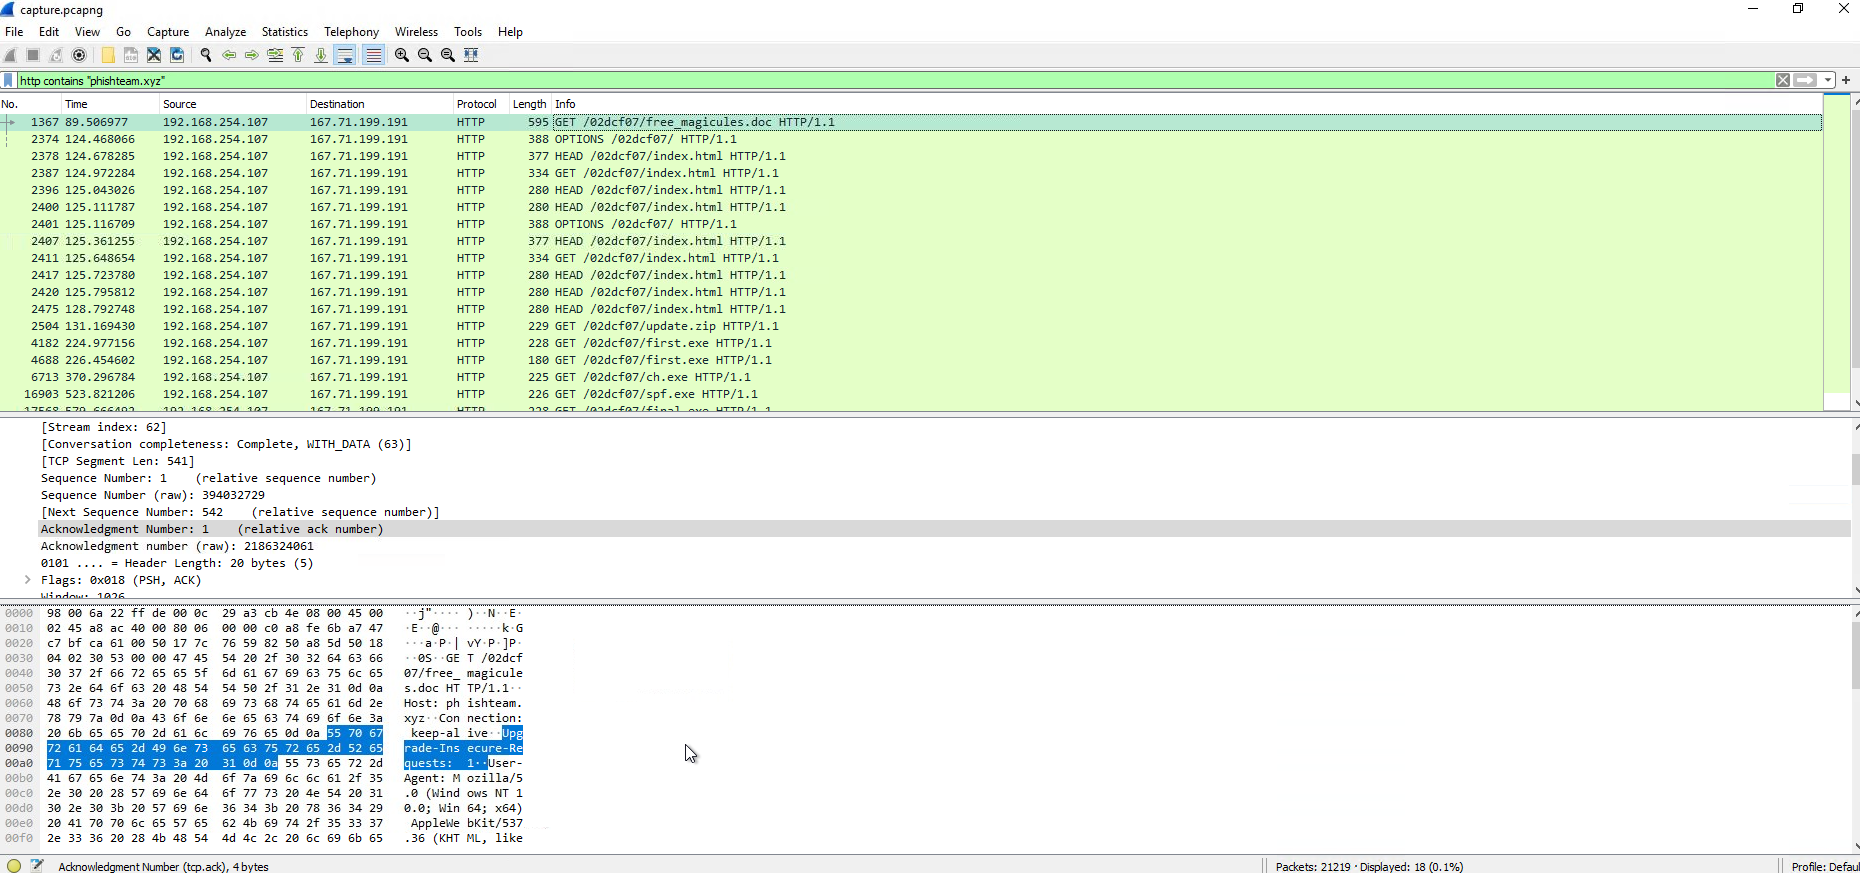 capture.pcapng
File Edit View Go Capture Analyze Statistics Telephony Wireless Tools Help
http contains "phishteam.xyz"
No. Time Source Destination Protocol Length Info
1367 89.506977 192.168.254.107 167.71.199.191 HTTP 595 GET /02dcf07/free_magicules.doc HTTP/1.1
2374 124.468066 192.168.254.107 167.71.199.191 HTTP 388 OPTIONS /02dcf07/ HTTP/1.1
2378 124.678285 192.168.254.107 167.71.199.191 HTTP 377 HEAD /02dcf07/index.html HTTP/1.1
2387 124.972284 192.168.254.107 167.71.199.191 HTTP 334 GET /02dcf07/index.html HTTP/1.1
2396 125.043026 192.168.254.107 167.71.199.191 HTTP 280 HEAD /02dcf07/index.html HTTP/1.1
2400 125.111787 192.168.254.107 167.71.199.191 HTTP 280 HEAD /02dcf07/index.html HTTP/1.1
2401 125.116709 192.168.254.107 167.71.199.191 HTTP 388 OPTIONS /02dcf07/ HTTP/1.1
2407 125.361255 192.168.254.107 167.71.199.191 HTTP 377 HEAD /02dcf07/index.html HTTP/1.1
2411 125.648654 192.168.254.107 167.71.199.191 HTTP 334 GET /02dcf07/index.html HTTP/1.1
2417 125.723780 192.168.254.107 167.71.199.191 HTTP 280 HEAD /02dcf07/index.html HTTP/1.1
2420 125.795812 192.168.254.107 167.71.199.191 HTTP 280 HEAD /02dcf07/index.html HTTP/1.1
2475 128.792748 192.168.254.107 167.71.199.191 HTTP 280 HEAD /02dcf07/index.html HTTP/1.1
2504 131.169430 192.168.254.107 167.71.199.191 HTTP 229 GET /02dcf07/update.zip HTTP/1.1
4182 224.977156 192.168.254.107 167.71.199.191 HTTP 228 GET /02dcf07/first.exe HTTP/1.1
4688 226.454602 192.168.254.107 167.71.199.191 HTTP 180 GET /02dcf07/first.exe HTTP/1.1
6713 370.296784 192.168.254.107 167.71.199.191 HTTP 225 GET /02dcf07/ch.exe HTTP/1.1
16903 523.821206 192.168.254.107 167.71.199.191 HTTP 226 GET /02dcf07/spf.exe HTTP/1.1
17568 579.666492 192.168.254.107 167.71.199.191 HTTP 228 GET /02dcf07/final.exe HTTP/1.1
[Stream index: 62]
[Conversation completeness: Complete, WITH_DATA (63)]
[TCP Segment Len: 541]
Sequence Number: 1 (relative sequence number)
Sequence Number (raw): 394032729
[Next Sequence Number: 542 (relative sequence number)]
Acknowledgment Number: 1 (relative ack number)
Acknowledgment number (raw): 2186324061
0101 .... = Header Length: 20 bytes (5)
Flags: 0x018 (PSH, ACK)
Window: 1026
0000 98 00 6a 22 ff de 00 0c 29 a3 cb 4e 08 00 45 00 ··j"···· )··N··E·
0010 02 45 a8 ac 40 00 80 06 00 00 c0 a8 fe 6b a7 47 ·E··@··· ·····k·G
0020 c7 bf ca 61 00 50 17 7c 76 59 82 50 a8 5d 50 18 ···a·P·| vY·P·]P·
0030 04 02 30 53 00 00 47 45 54 20 2f 30 32 64 63 66 ··0S··GE T /02dcf
0040 30 37 2f 66 72 65 65 5f 6d 61 67 69 63 75 6c 65 07/free_ magicule
0050 73 2e 64 6f 63 20 48 54 54 50 2f 31 2e 31 0d 0a s.doc HT TP/1.1··
0060 48 6f 73 74 3a 20 70 68 69 73 68 74 65 61 6d 2e Host: ph ishteam.
0070 78 79 7a 0d 0a 43 6f 6e 6e 65 63 74 69 6f 6e 3a xyz··Con nection:
0080 20 6b 65 65 70 2d 61 6c 69 76 65 0d 0a 55 70 67 keep-al ive··Upg
0090 72 61 64 65 2d 49 6e 73 65 63 75 72 65 2d 52 65 rade-Ins ecure-Re
00a0 71 75 65 73 74 73 3a 20 31 0d 0a 55 73 65 72 2d quests: 1··User-
00b0 41 67 65 6e 74 3a 20 4d 6f 7a 69 6c 6c 61 2f 35 Agent: M ozilla/5
00c0 2e 30 20 28 57 69 6e 64 6f 77 73 20 4e 54 20 31 .0 (Wind ows NT 1
00d0 30 2e 30 3b 20 57 69 6e 36 34 3b 20 78 36 34 29 0.0; Win 64; x64)
00e0 20 41 70 70 6c 65 57 65 62 4b 69 74 2f 35 33 37 AppleWe bKit/537
00f0 2e 33 36 20 28 4b 48 54 4d 4c 2c 20 6c 69 6b 65 .36 (KHT ML, like
Acknowledgment Number (tcp.ack), 4 bytes
Packets: 21219 · Displayed: 18 (0.1%)
Profile: Defaul